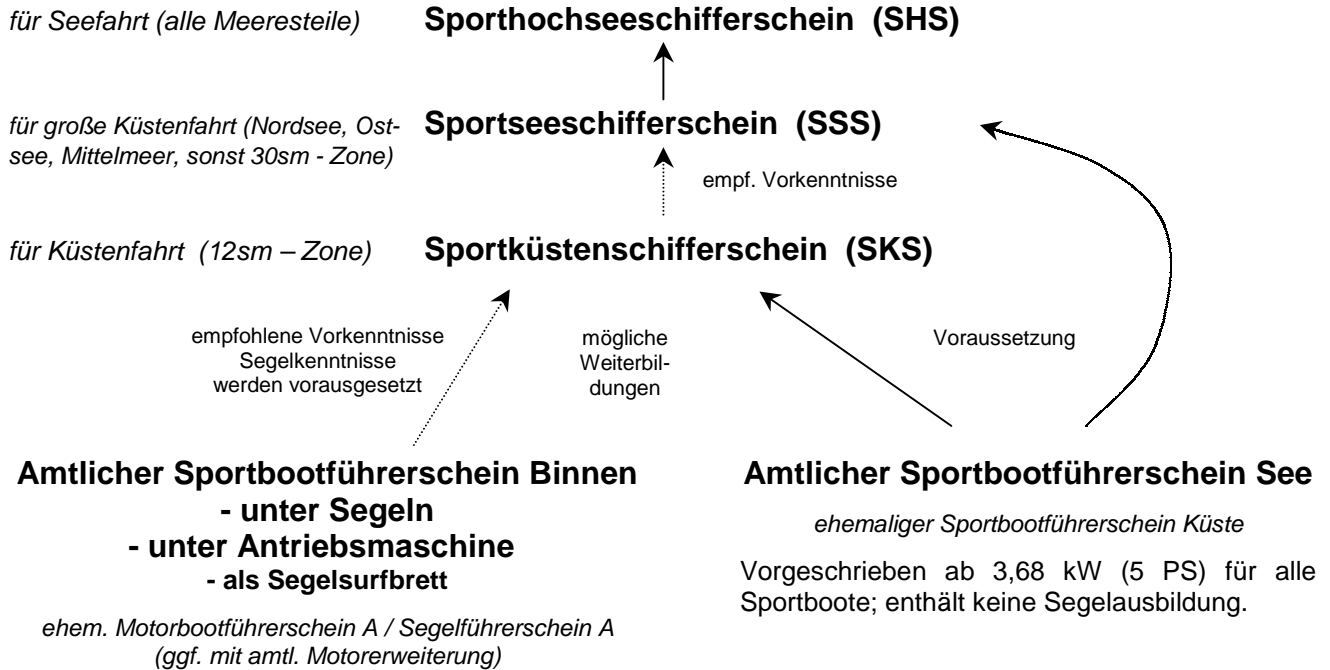 für Seefahrt (alle Meeresteile) Sporthochseeschifferschein (SHS)
für große Küstenfahrt (Nordsee, Ost-
see, Mittelmeer, sonst 30sm - Zone)
Sportseeschifferschein (SSS)
empf. Vorkenntnisse
für Küstenfahrt (12sm – Zone) Sportküstenschifferschein (SKS)
empfohlene Vorkenntnisse
Segelkenntnisse
werden vorausgesetzt
mögliche
Weiterbil-
dungen
Voraussetzung
Amtlicher Sportbootführerschein Binnen
- unter Segeln
- unter Antriebsmaschine
- als Segelsurfbrett
ehem. Motorbootführerschein A / Segelführerschein A
(ggf. mit amtl. Motorerweiterung)
Amtlicher Sportbootführerschein See
ehemaliger Sportbootführerschein Küste
Vorgeschrieben ab 3,68 kW (5 PS) für alle
Sportboote; enthält keine Segelausbildung.